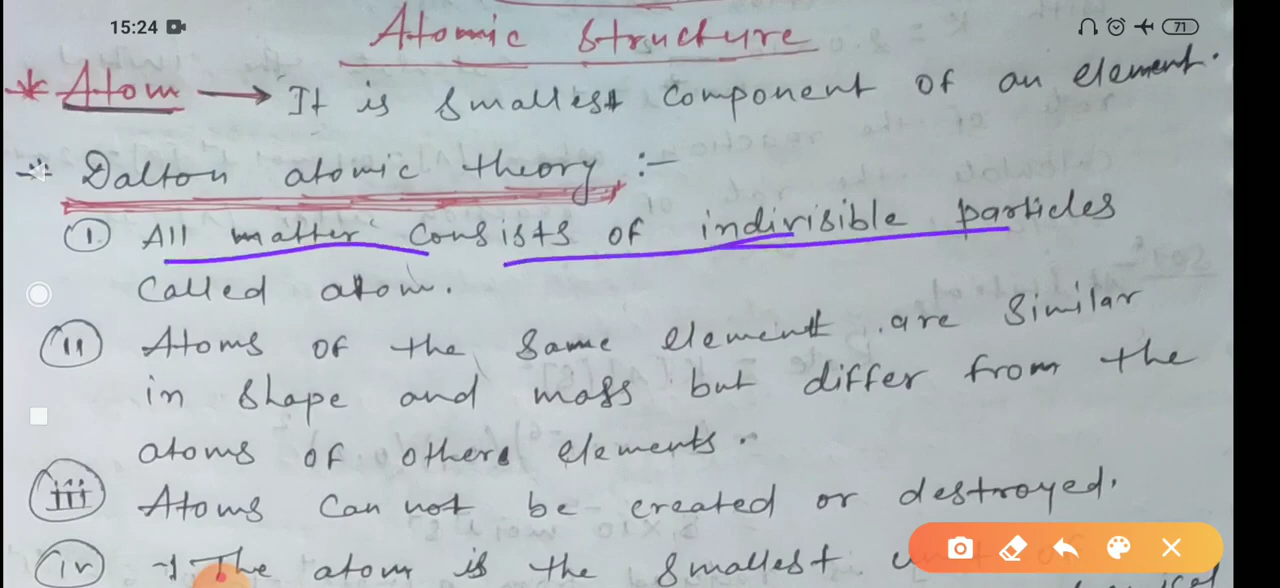 15:24
71
Atomic Structure
* Atom → It is smallest component of an element.
Dalton atomic theory :-
(i) All matter consists of indivisible particles
called atom.
(ii) Atoms of the same element are similar
in shape and mass but differ from the
atoms of others elements.
(iii) Atoms can not be created or destroyed.
(iv) The atom is the smallest